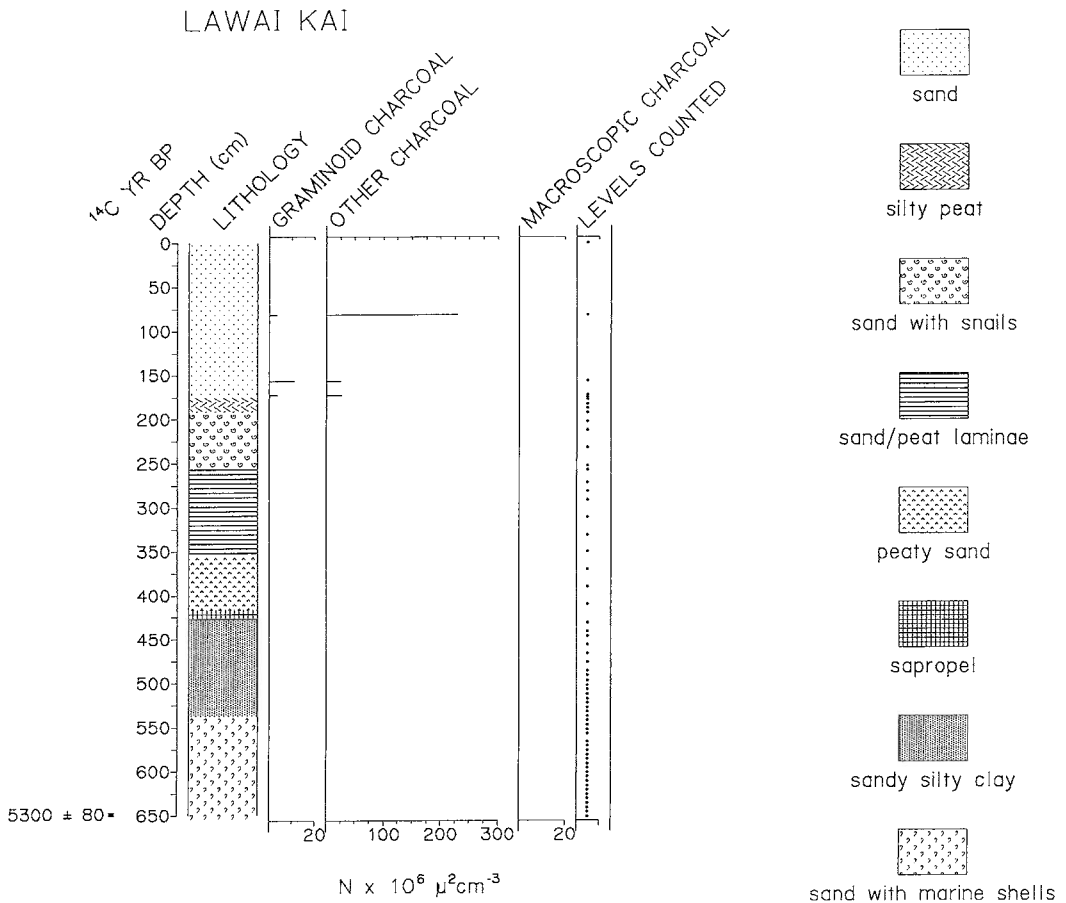 LAWAI KAI
¹⁴C YR BP
DEPTH (cm)
LITHOLOGY
GRAMINOID CHARCOAL
OTHER CHARCOAL
MACROSCOPIC CHARCOAL
LEVELS COUNTED
0
50
100
150
200
250
300
350
400
450
500
550
600
650
5300 ± 80
20
100
200
300
20
N x 10⁶ µ²cm⁻³
sand
silty peat
sand with snails
sand/peat laminae
peaty sand
sapropel
sandy silty clay
sand with marine shells